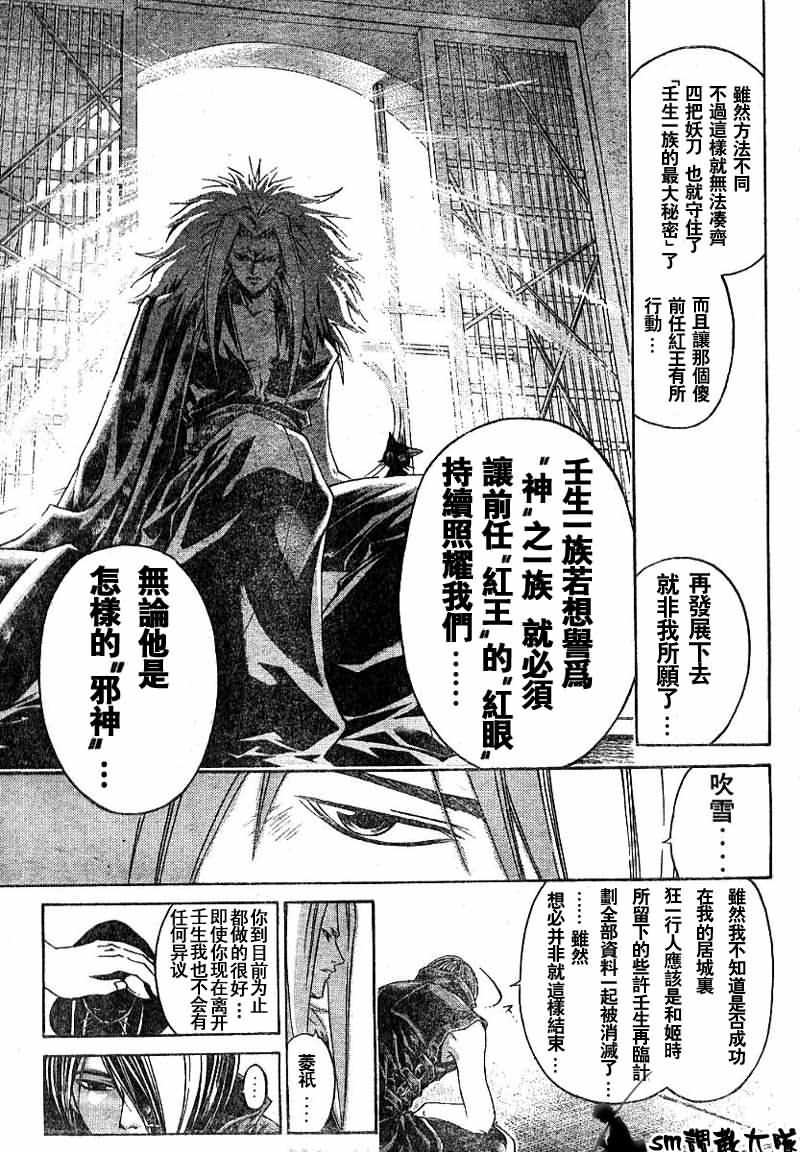 雖然方法不同
不過這樣就無法凑齊
四把妖刀 也就守住了
「壬生一族的最大秘密」了
而且讓那個傻
前任紅王有所
行動…
再發展下去
就非我所願了…
壬生一族若想譽爲
"神"之一族 就必須
讓前任"紅王"的"紅眼"
持續照耀我們……
無論他是
怎樣的"邪神"…
吹雪……
雖然我不知道是否成功
在我的居城裏
狂一行人應該是和姬時
所留下的些許壬生再臨計
劃全部資料一起被消滅了…
……雖然
想必并非就這樣結束…
菱祇
你到目前为止
都做的很好…
即使你现在离开
壬生我也不会有
任何异议
……
sm調教大隊